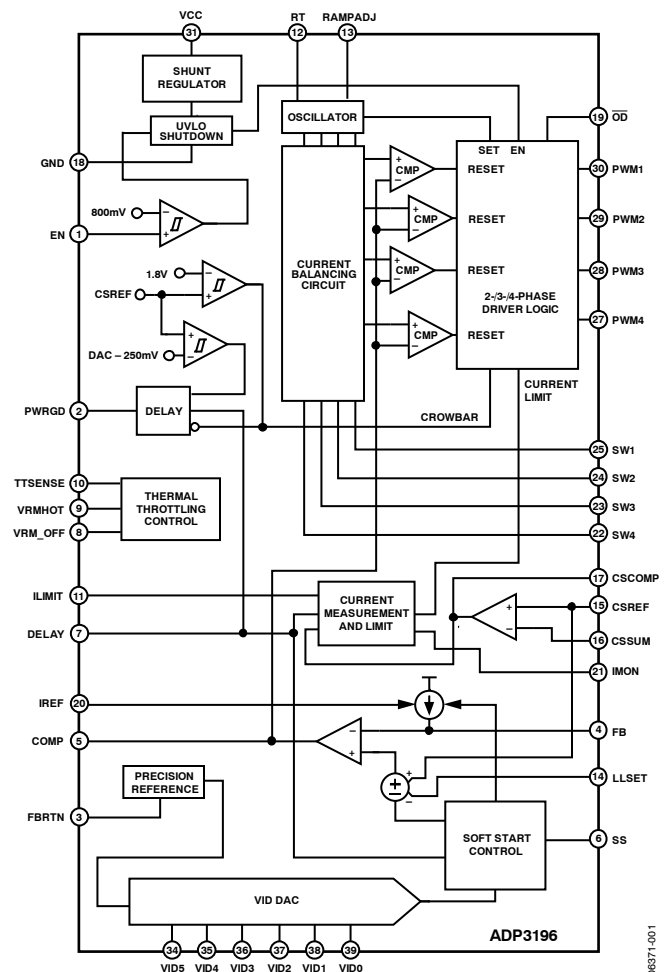 VCC
31
RT
12
RAMPADJ
13
SHUNT
REGULATOR
UVLO
SHUTDOWN
OSCILLATOR
19
OD
GND
18
SET EN
+
–
CMP
RESET
30
PWM1
800mV
–
+
EN
1
+
–
CMP
RESET
29
PWM2
1.8V
–
+
CSREF
CURRENT
BALANCING
CIRCUIT
+
–
CMP
RESET
28
PWM3
2-/3-/4-PHASE
DRIVER LOGIC
+
–
DAC – 250mV
+
–
CMP
RESET
27
PWM4
CURRENT
LIMIT
PWRGD
2
DELAY
CROWBAR
25
SW1
24
SW2
TTSENSE
10
VRMHOT
9
VRM_OFF
8
THERMAL
THROTTLING
CONTROL
23
SW3
22
SW4
17
CSCOMP
ILIMIT
11
CURRENT
MEASUREMENT
AND LIMIT
+
–
15
CSREF
DELAY
7
16
CSSUM
21
IMON
IREF
20
COMP
5
–
+
4
FB
PRECISION
REFERENCE
+
–
+
–
14
LLSET
FBRTN
3
SOFT START
CONTROL
6
SS
VID DAC
ADP3196
34
35
36
37
38
39
VID5
VID4
VID3
VID2
VID1
VID0
06371-001